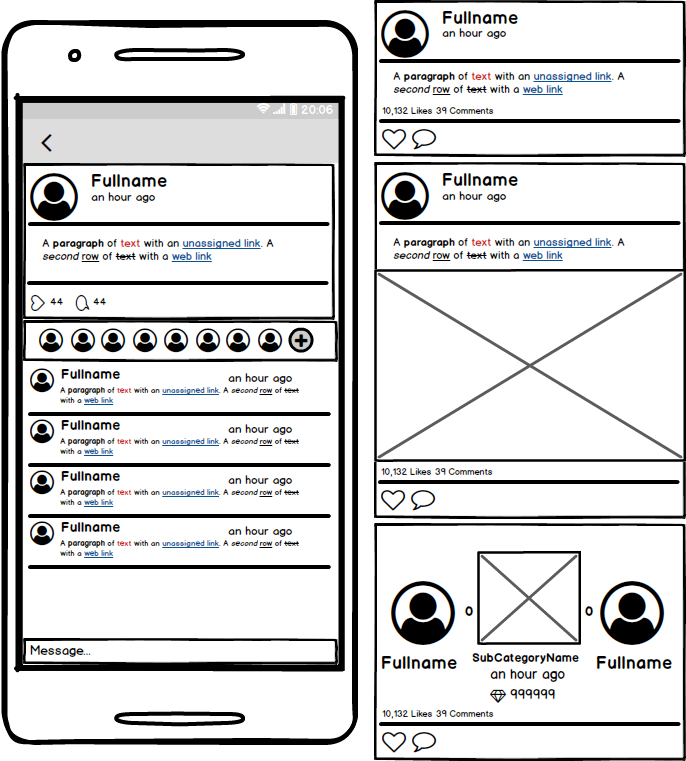 20:06
Fullname
an hour ago
A paragraph of text with an unassigned link. A
second row of text with a web link
44 44
Fullname
an hour ago
A paragraph of text with an unassigned link. A second row of text
with a web link
Fullname
an hour ago
A paragraph of text with an unassigned link. A second row of text
with a web link
Fullname
an hour ago
A paragraph of text with an unassigned link. A second row of text
with a web link
Fullname
an hour ago
A paragraph of text with an unassigned link. A second row of text
with a web link
Message...
Fullname
an hour ago
A paragraph of text with an unassigned link. A
second row of text with a web link
10,132 Likes 39 Comments
Fullname
an hour ago
A paragraph of text with an unassigned link. A
second row of text with a web link
10,132 Likes 39 Comments
0 0
Fullname
SubCategoryName
Fullname
an hour ago
999999
10,132 Likes 39 Comments